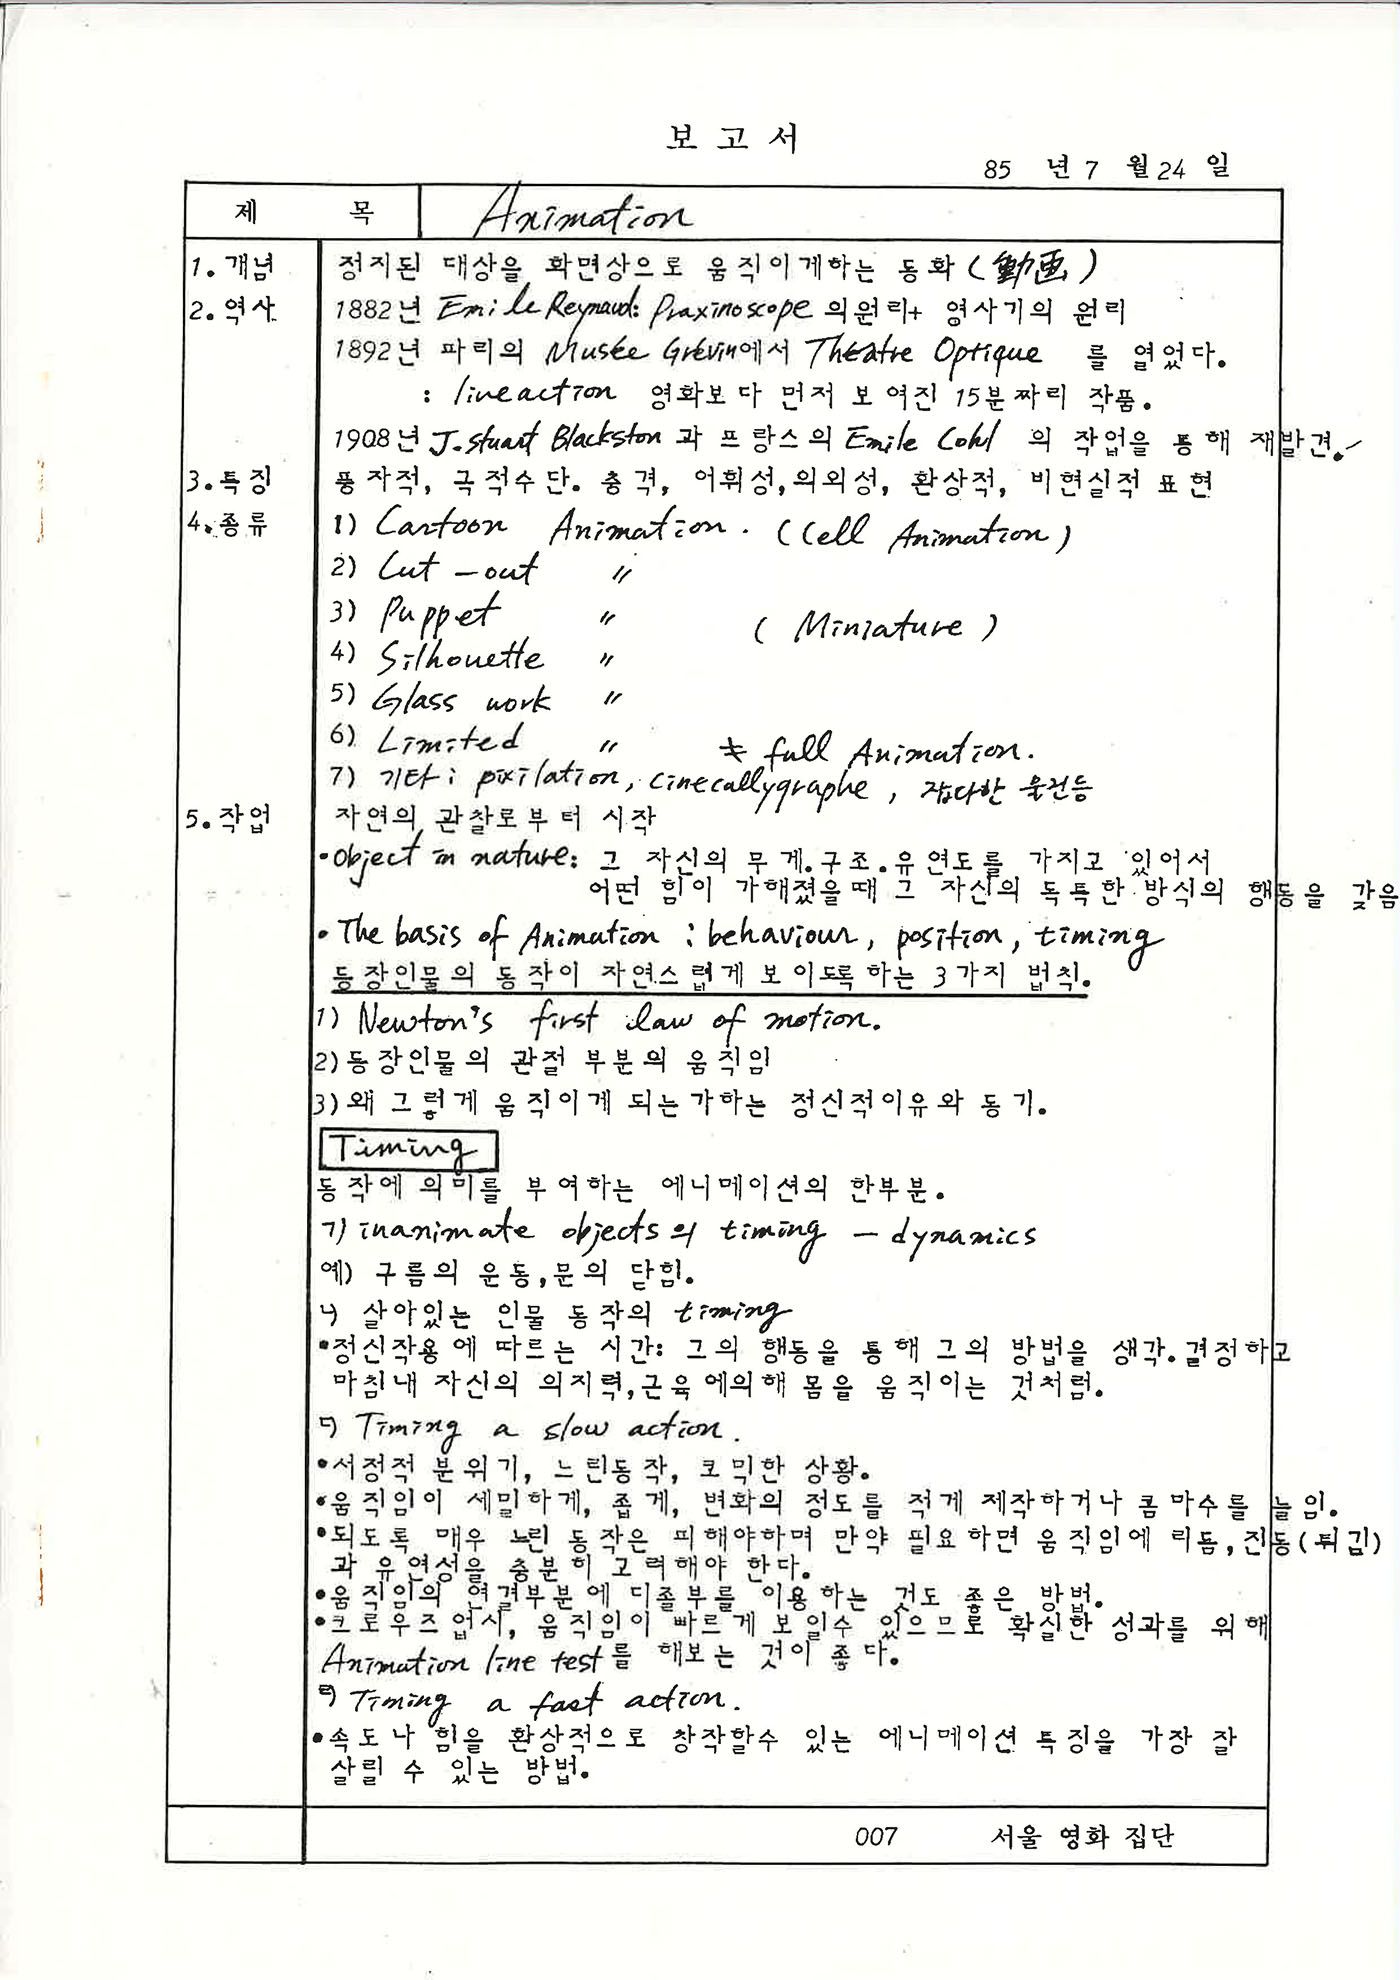 보고서
85 년 7 월 24 일
제 목 Animation
1. 개념 정지된 대상을 화면상으로 움직이게하는 동화 (動画)
2. 역사 1882년 Emile Reynaud: Praxinoscope 의원리+ 영사기의 원리
1892년 파리의 Musée Grévin에서 Théatre Optique 를 열었다.
: live action 영화보다 먼저 보여진 15분짜리 작품.
1908년 J. stuart Blackston 과 프랑스의 Emile Cohl 의 작업을 통해 재발견.
3. 특징 풍자적, 극적수단. 충격, 어휘성, 의외성, 환상적, 비현실적 표현
4. 종류 1) Cartoon Animation. (Cell Animation)
2) Cut-out 〃
3) Puppet 〃 (Miniature)
4) Silhouette 〃
5) Glass work 〃
6) Limited 〃 ≠ full Animation.
7) 기타: pixilation, cinecallygraphe, 잡다한 물건등
5. 작업 자연의 관찰로부터 시작
•object in nature: 그 자신의 무게.구조.유연도를 가지고 있어서
어떤 힘이 가해졌을때 그 자신의 독특한 방식의 행동을 갖음
• The basis of Animation : behaviour, position, timing
등장인물의 동작이 자연스럽게 보이도록하는 3가지 법칙.
1) Newton's first law of motion.
2)등장인물의 관절 부분의 움직임
3)왜 그렇게 움직이게 되는가하는 정신적이유와 동기.
Timing
동작에 의미를 부여하는 에니메이션의 한부분.
ㄱ) inanimate objects의 timing — dynamics
예) 구름의 운동,문의 닫힘.
ㄴ) 살아있는 인물 동작의 timing
•정신작용에 따르는 시간: 그의 행동을 통해 그의 방법을 생각.결정하고
마침내 자신의 의지력,근육에의해 몸을 움직이는 것처럼.
ㄷ) Timing a slow action.
•서정적 분위기, 느린동작, 코믹한 상황.
•움직임이 세밀하게, 좁게, 변화의 정도를 적게 제작하거나 콤마수를 늘임.
•되도록 매우 느린 동작은 피해야하며 만약 필요하면 움직임에 리듬,진동(튀김)
과 유연성을 충분히 고려해야 한다.
•움직임의 연결부분에 디졸부를 이용하는 것도 좋은 방법.
•크로우즈업시, 움직임이 빠르게 보일수 있으므로 확실한 성과를 위해
Animation line test를 해보는 것이 좋다.
ㄹ) Timing a fast action.
•속도나 힘을 환상적으로 창작할수 있는 에니메이션 특징을 가장 잘
살릴 수 있는 방법.
007 서울 영화 집단